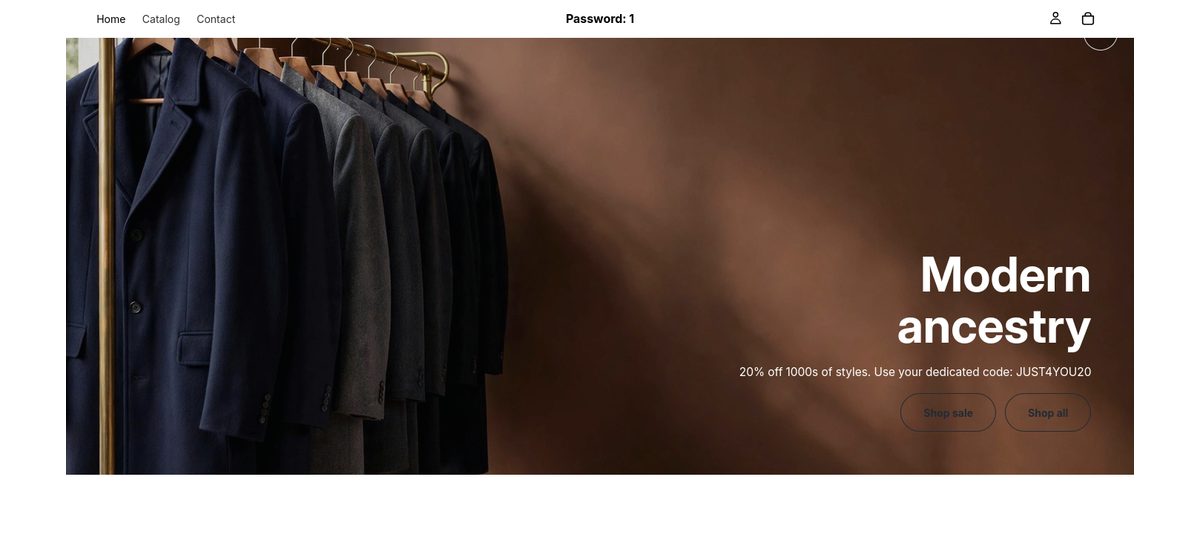 Home Catalog Contact
Password: 1
Modern
ancestry
20% off 1000s of styles. Use your dedicated code: JUST4YOU20
Shop sale
Shop all